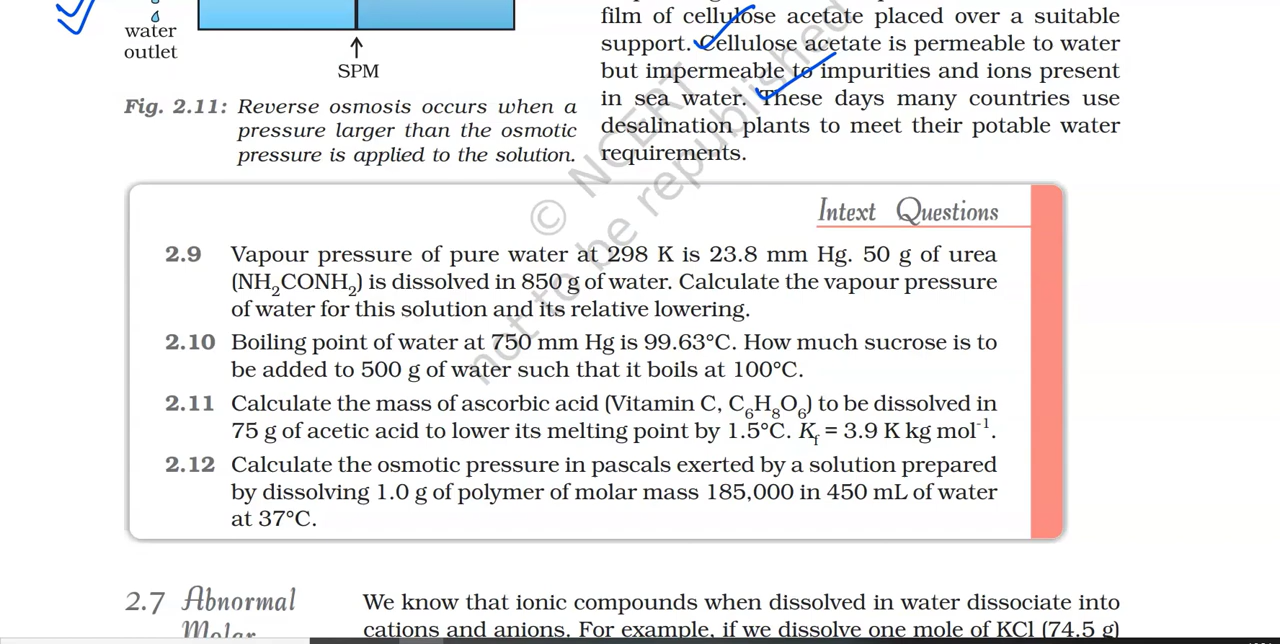 water
outlet
SPM
Fig. 2.11: Reverse osmosis occurs when a
pressure larger than the osmotic
pressure is applied to the solution.
film of cellulose acetate placed over a suitable
support. Cellulose acetate is permeable to water
but impermeable to impurities and ions present
in sea water. These days many countries use
desalination plants to meet their potable water
requirements.
© NCERT
not to be republished
Intext Questions
2.9 Vapour pressure of pure water at 298 K is 23.8 mm Hg. 50 g of urea
(NH₂CONH₂) is dissolved in 850 g of water. Calculate the vapour pressure
of water for this solution and its relative lowering.
2.10 Boiling point of water at 750 mm Hg is 99.63°C. How much sucrose is to
be added to 500 g of water such that it boils at 100°C.
2.11 Calculate the mass of ascorbic acid (Vitamin C, C₆H₈O₆) to be dissolved in
75 g of acetic acid to lower its melting point by 1.5°C. Kf = 3.9 K kg mol⁻¹.
2.12 Calculate the osmotic pressure in pascals exerted by a solution prepared
by dissolving 1.0 g of polymer of molar mass 185,000 in 450 mL of water
at 37°C.
2.7 Abnormal
Molar
We know that ionic compounds when dissolved in water dissociate into
cations and anions. For example, if we dissolve one mole of KCl (74.5 g)